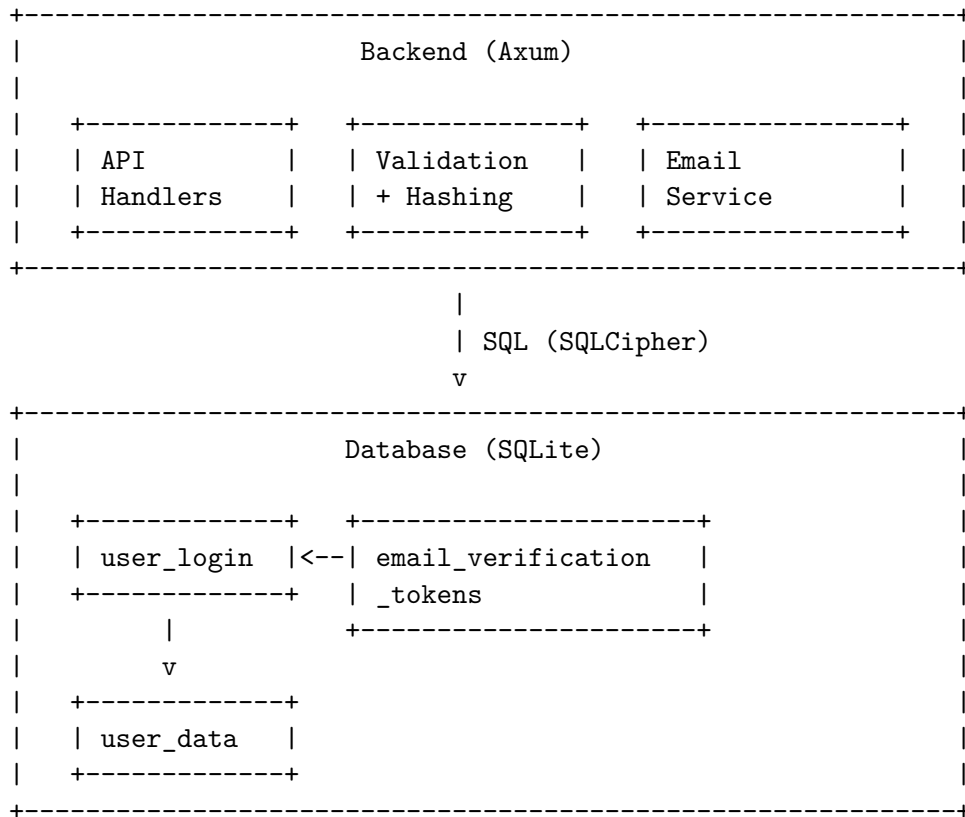 Backend (Axum)
API Validation Email
Handlers + Hashing Service
SQL (SQLCipher)
v
Database (SQLite)
user_login <-- email_verification
_tokens
v
user_data